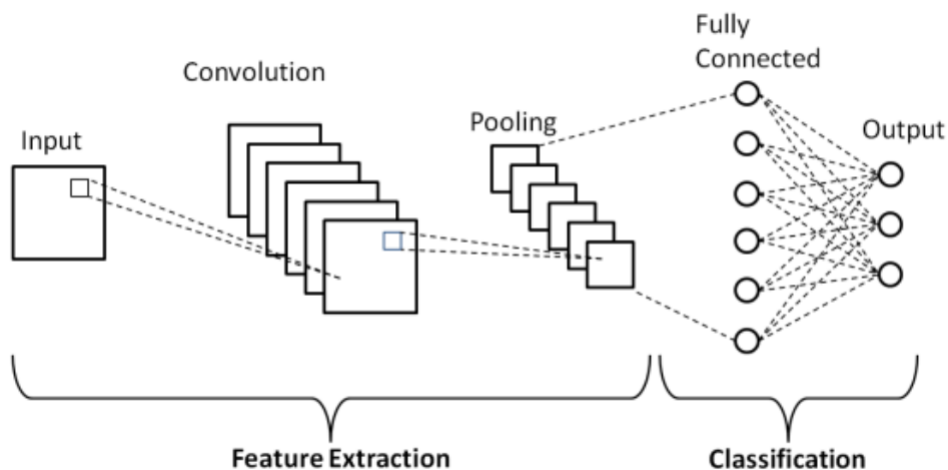 Input
Convolution
Pooling
Fully
Connected
Output
Feature Extraction
Classification